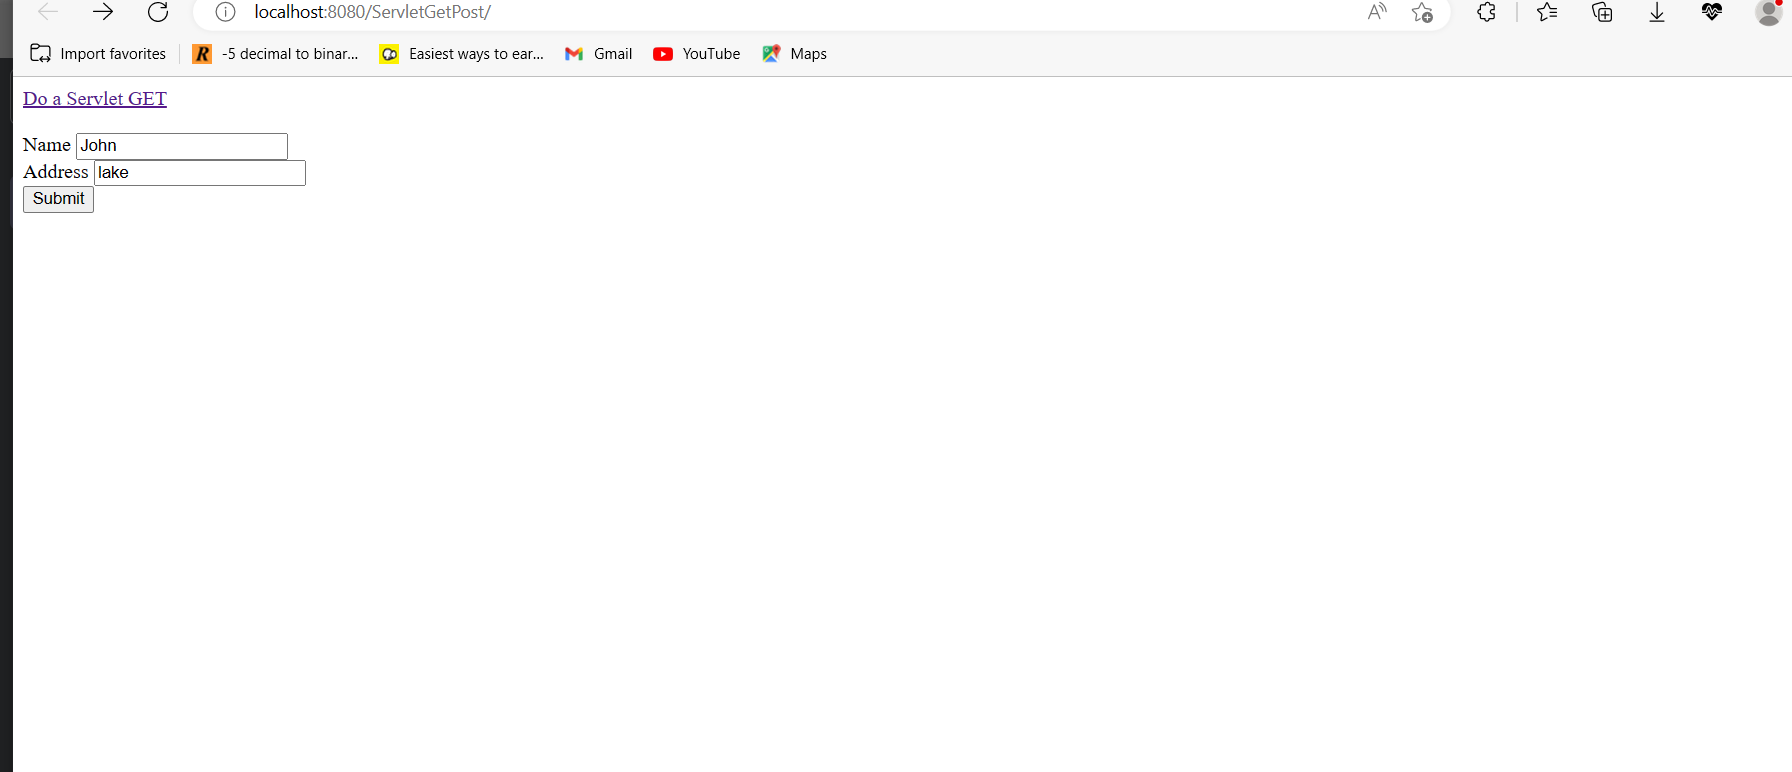 localhost:8080/ServletGetPost/
Import favorites -5 decimal to binar... Easiest ways to ear... Gmail YouTube Maps
Do a Servlet GET
Name John
Address lake
Submit